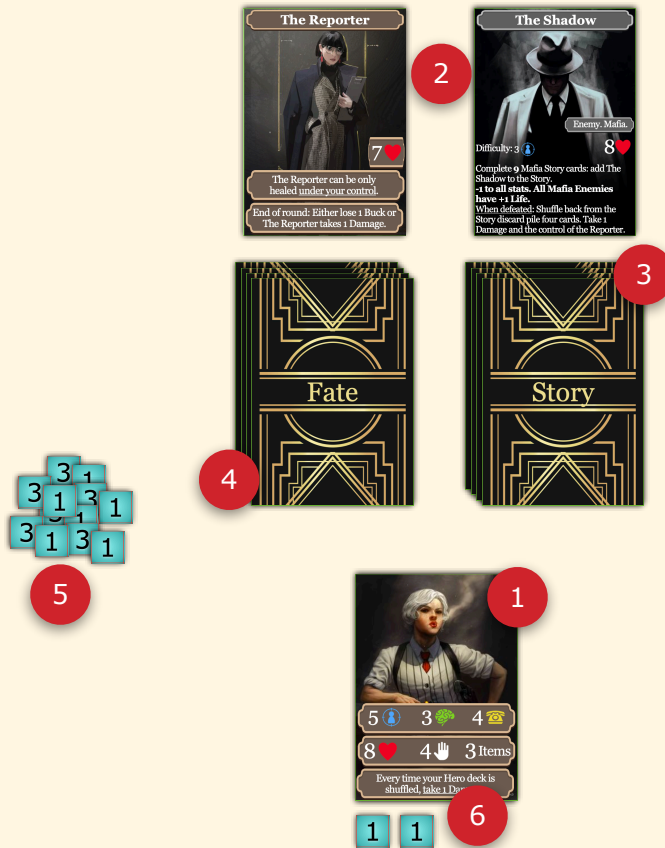 The Reporter
7
The Reporter can be only
healed under your control.
End of round: Either lose 1 Buck or
The Reporter takes 1 Damage.
2
The Shadow
Enemy. Mafia.
Difficulty: 3
8
Complete 9 Mafia Story cards: add The
Shadow to the Story.
-1 to all stats. All Mafia Enemies
have +1 Life.
When defeated: Shuffle back from the
Story discard pile four cards. Take 1
Damage and the control of the Reporter.
3
Fate
4
Story
3 1
3 1 3 1
3 1 1
3 1 3 1
5
1
5 3 4
8 4 3 Items
Every time your Hero deck is
shuffled, take 1
6
1 1